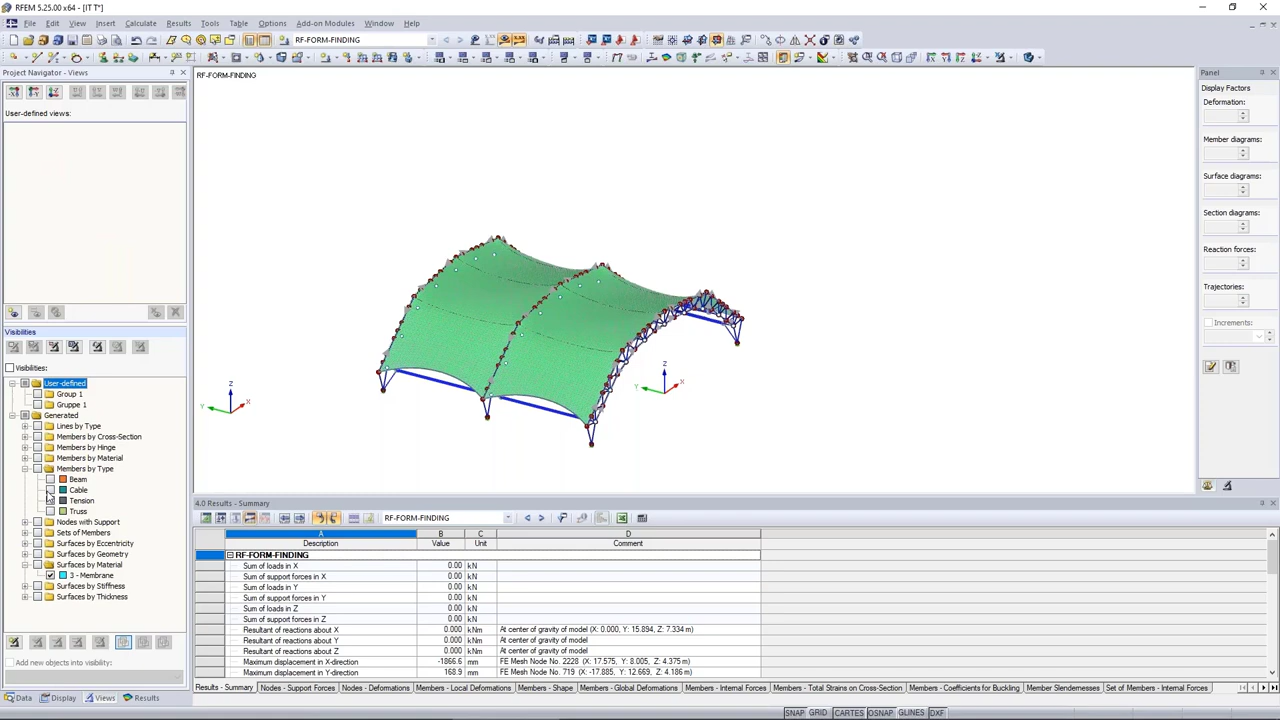 RFEM 5.25.00 x64 - [IT T*]
File Edit View Insert Calculate Results Tools Table Options Add-on Modules Window Help
RF-FORM-FINDING
Project Navigator - Views
User-defined views:
Visibilities
Visibilities:
User-defined
Group 1
Gruppe 1
Generated
Lines by Type
Members by Cross-Section
Members by Hinge
Members by Material
Members by Type
Beam
Cable
Tension
Truss
Nodes with Support
Sets of Members
Surfaces by Eccentricity
Surfaces by Geometry
Surfaces by Material
3 - Membrane
Surfaces by Stiffness
Surfaces by Thickness
Add new objects into visibility:
Data Display Views Results
RF-FORM-FINDING
Z
Y
X
Z
Y
X
Panel
Display Factors
Deformation:
Member diagrams:
Surface diagrams:
Section diagrams:
Reaction forces:
Trajectories:
Increments:
4.0 Results - Summary
RF-FORM-FINDING
A B C D
Description Value Unit Comment
RF-FORM-FINDING
Sum of loads in X 0.00 kN
Sum of support forces in X 0.00 kN
Sum of loads in Y 0.00 kN
Sum of support forces in Y 0.00 kN
Sum of loads in Z 0.00 kN
Sum of support forces in Z 0.00 kN
Resultant of reactions about X 0.000 kNm At center of gravity of model (X: 0.000, Y: 15.894, Z: 7.334 m)
Resultant of reactions about Y 0.000 kNm At center of gravity of model
Resultant of reactions about Z 0.000 kNm At center of gravity of model
Maximum displacement in X-direction -1866.6 mm FE Mesh Node No. 2228 (X: 17.575, Y: 8.005, Z: 4.375 m)
Maximum displacement in Y-direction 168.9 mm FE Mesh Node No. 719 (X: -17.885, Y: 12.669, Z: 4.186 m)
Results - Summary Nodes - Support Forces Nodes - Deformations Members - Local Deformations Members - Shape Members - Global Deformations Members - Internal Forces Members - Total Strains on Cross-Section Members - Coefficients for Buckling Member Slendernesses Set of Members - Internal Forces
SNAP GRID CARTES OSNAP GLINES DXF